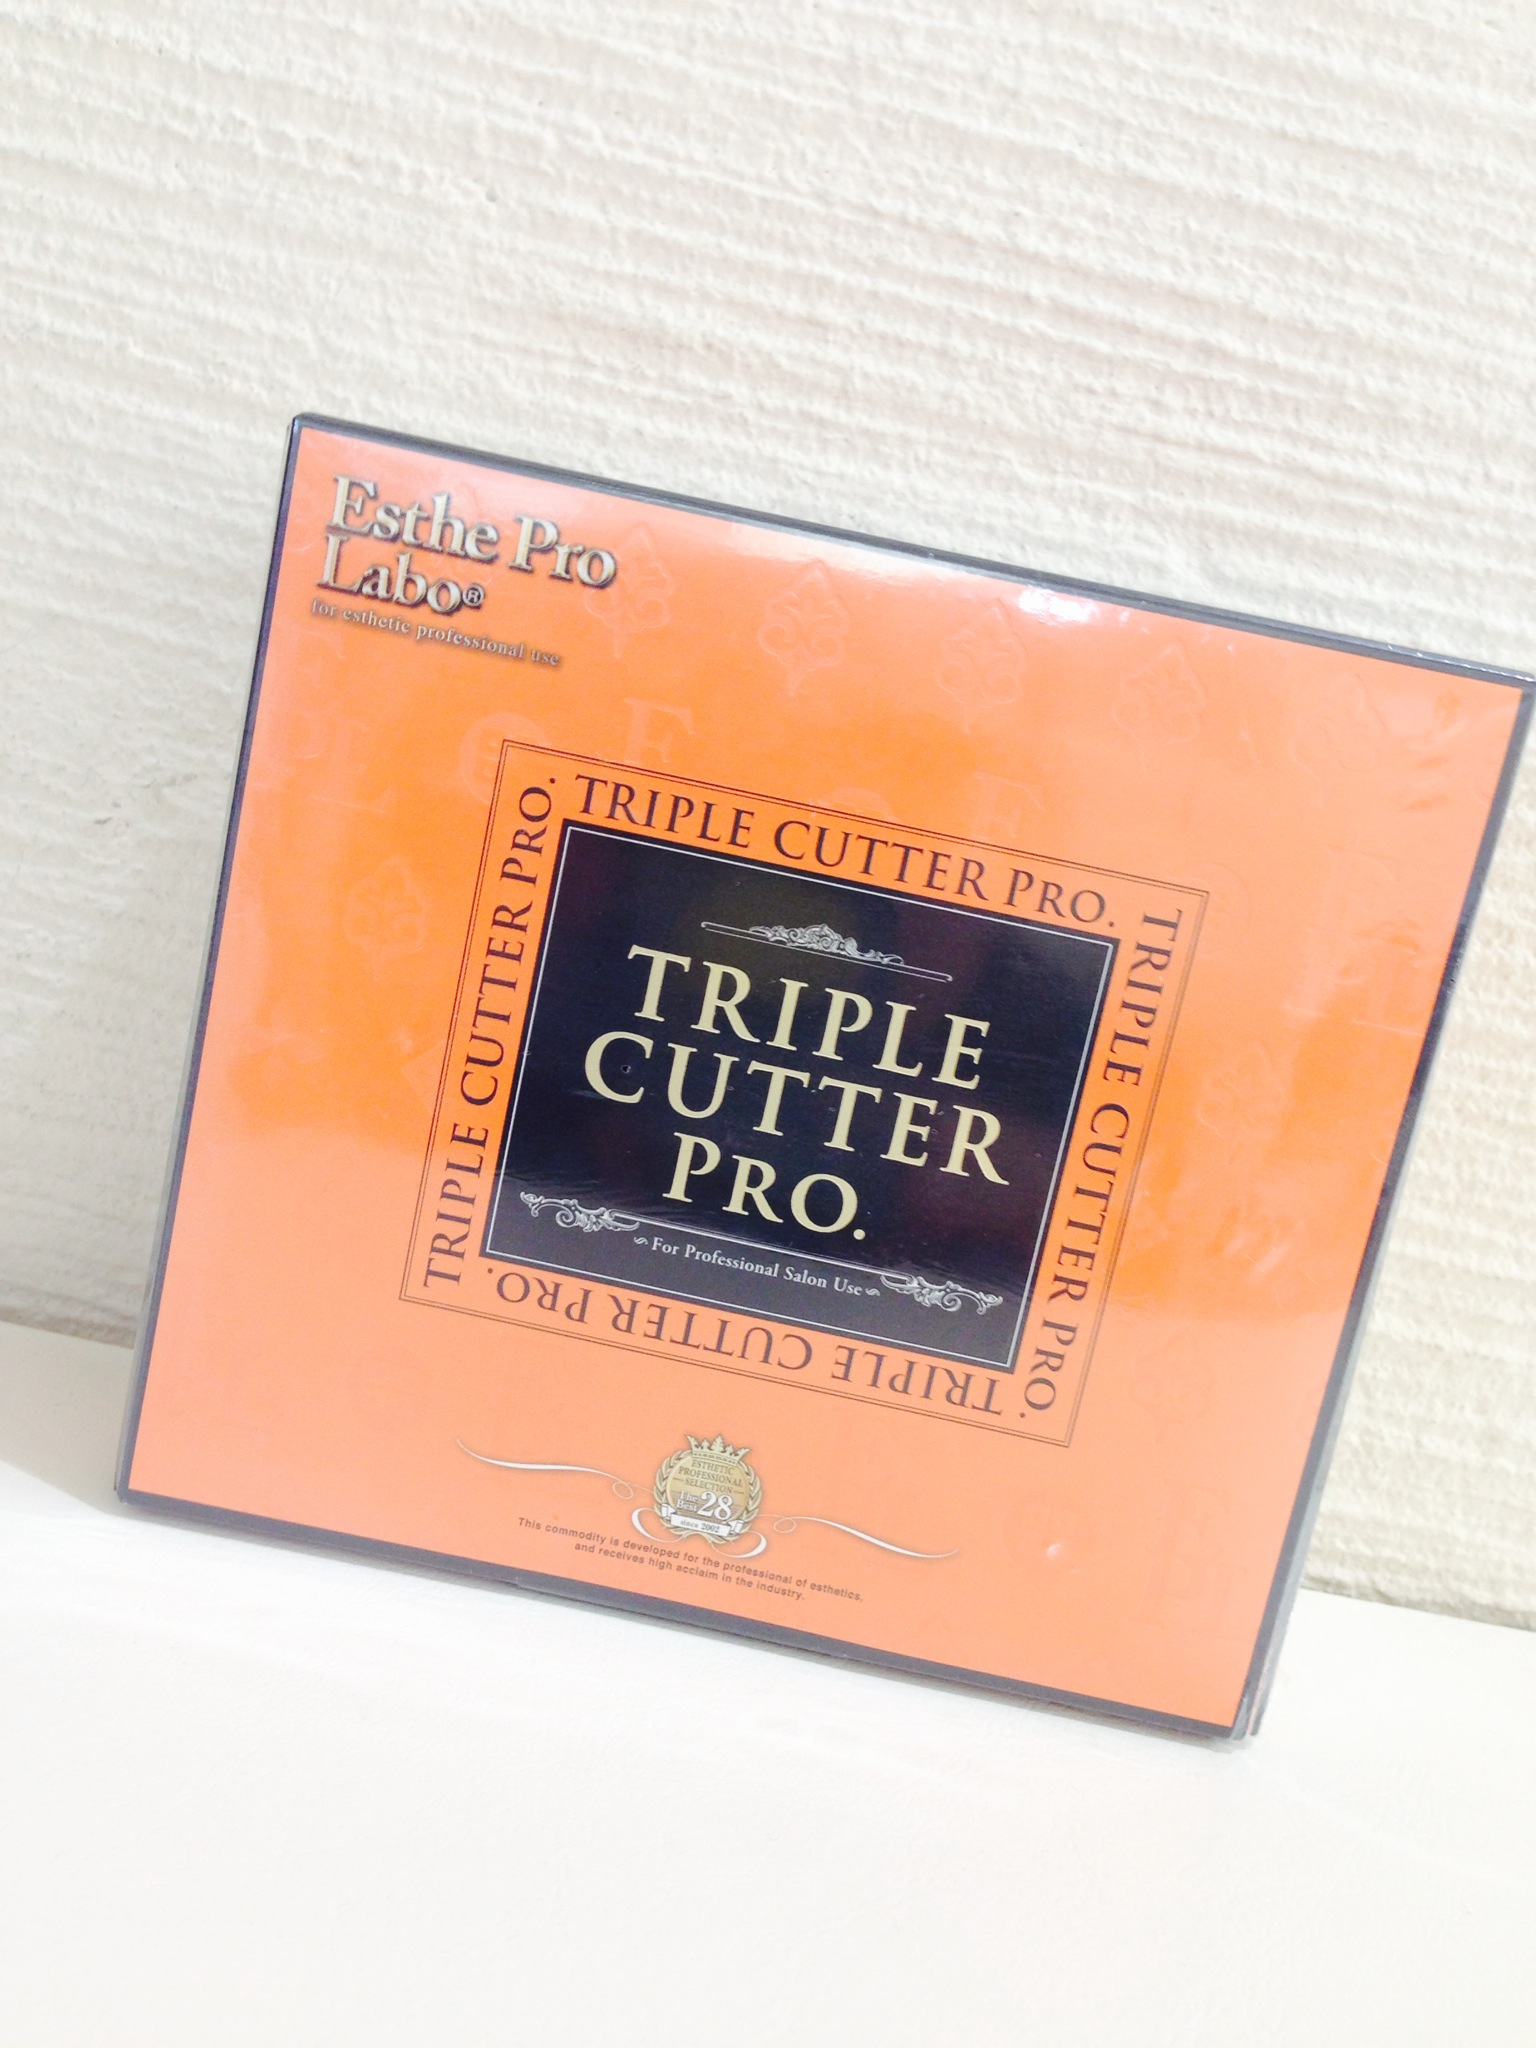 Esthe Pro
Labo®
for esthetic professional use
TRIPLE CUTTER PRO.
TRIPLE CUTTER PRO.
TRIPLE CUTTER PRO.
TRIPLE CUTTER PRO.
TRIPLE
CUTTER
PRO.
For Professional Salon Use
ESTHETIC
PROFESSIONAL
SELECTION
The Best 28
since 2002
This commodity is developed for the professional of esthetics,
and receives high acclaim in the industry.